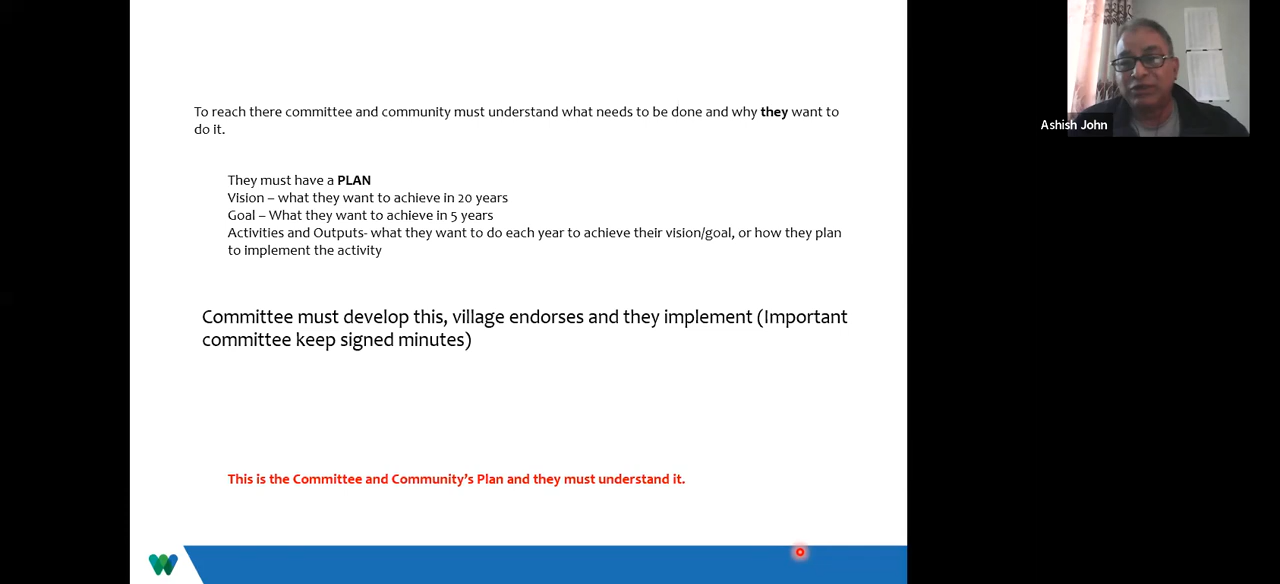 To reach there committee and community must understand what needs to be done and why they want to
do it.
They must have a PLAN
Vision – what they want to achieve in 20 years
Goal – What they want to achieve in 5 years
Activities and Outputs- what they want to do each year to achieve their vision/goal, or how they plan
to implement the activity
Committee must develop this, village endorses and they implement (Important
committee keep signed minutes)
This is the Committee and Community's Plan and they must understand it.
Ashish John